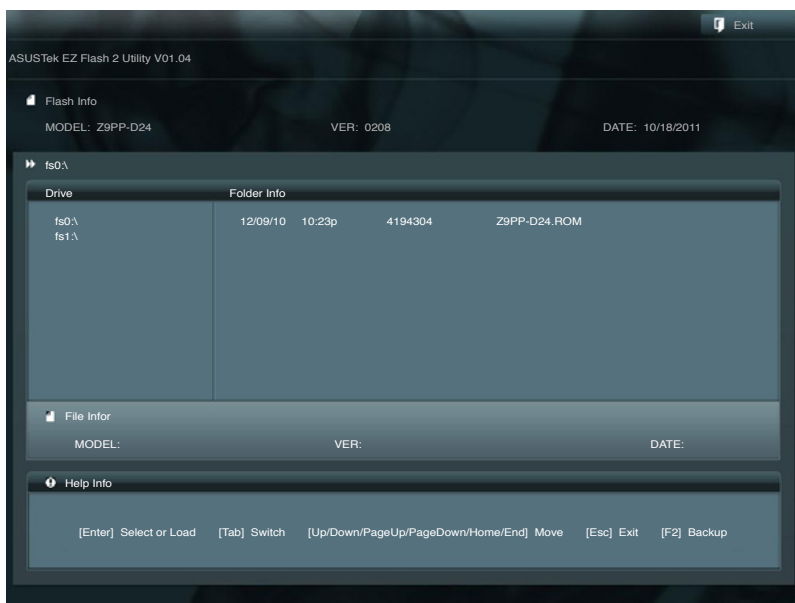 Exit
ASUSTek EZ Flash 2 Utility V01.04
Flash Info
MODEL: Z9PP-D24 VER: 0208 DATE: 10/18/2011
fs0:\
Drive Folder Info
fs0:\ 12/09/10 10:23p 4194304 Z9PP-D24.ROM
fs1:\
File Infor
MODEL: VER: DATE:
Help Info
[Enter] Select or Load [Tab] Switch [Up/Down/PageUp/PageDown/Home/End] Move [Esc] Exit [F2] Backup